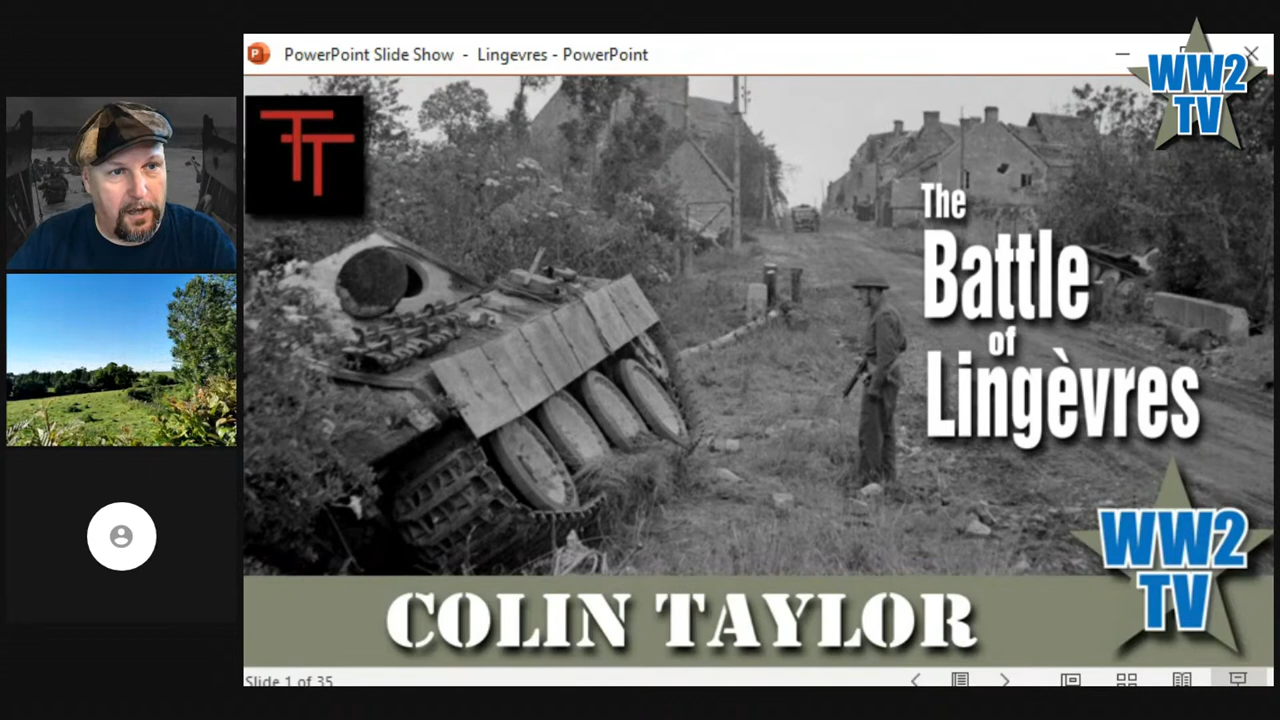 PowerPoint Slide Show - Lingevres - PowerPoint
WW2
TV
TT
The
Battle
of
Lingèvres
WW2
TV
COLIN TAYLOR
Slide 1 of 35